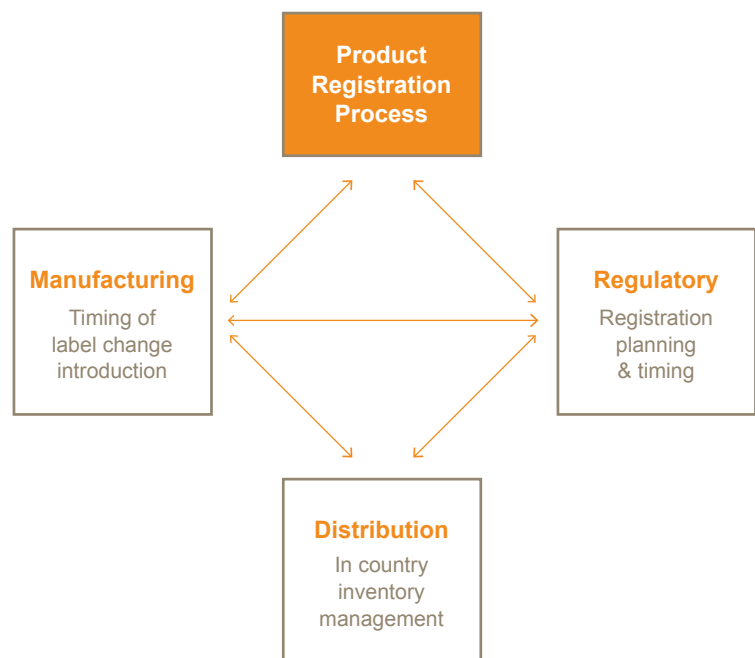 Product
Registration
Process
Manufacturing
Timing of
label change
introduction
Regulatory
Registration
planning
& timing
Distribution
In country
inventory
management